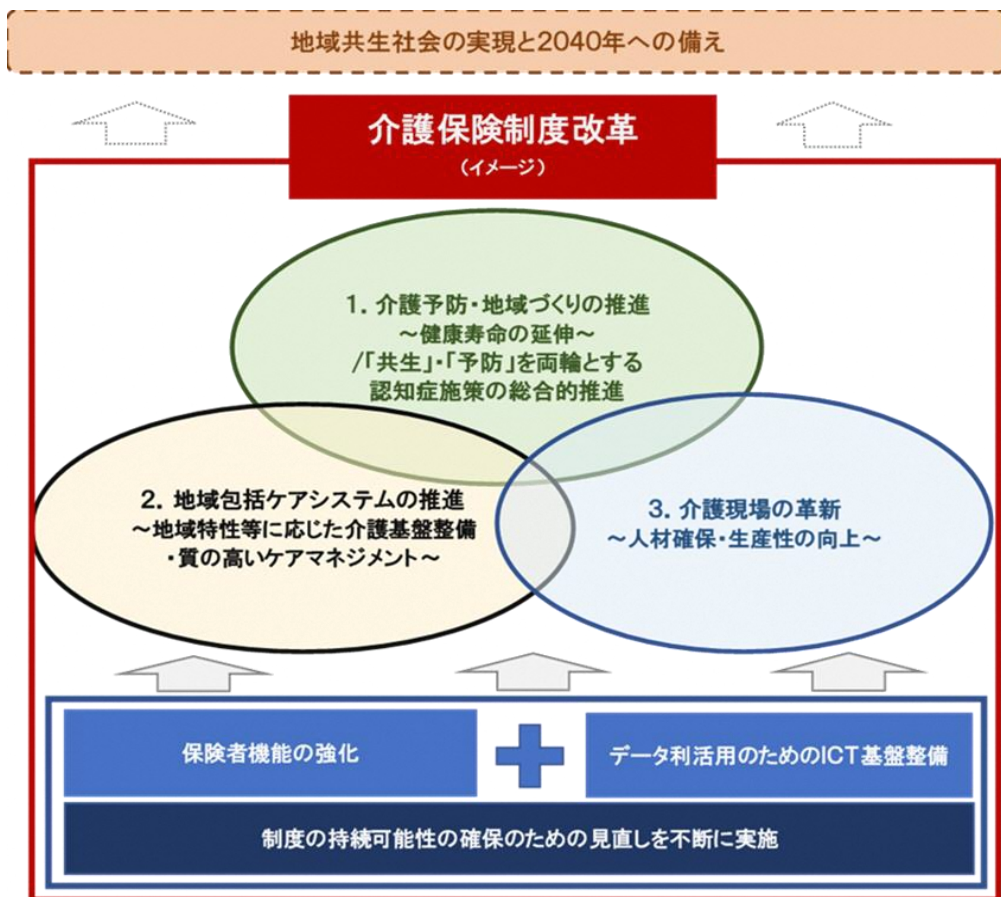 地域共生社会の実現と2040年への備え
介護保険制度改革
(イメージ)
1. 介護予防・地域づくりの推進
～健康寿命の延伸～
/「共生」・「予防」を両輪とする
認知症施策の総合的推進
2. 地域包括ケアシステムの推進
～地域特性等に応じた介護基盤整備
・質の高いケアマネジメント～
3. 介護現場の革新
～人材確保・生産性の向上～
保険者機能の強化
データ利活用のためのICT基盤整備
制度の持続可能性の確保のための見直しを不断に実施